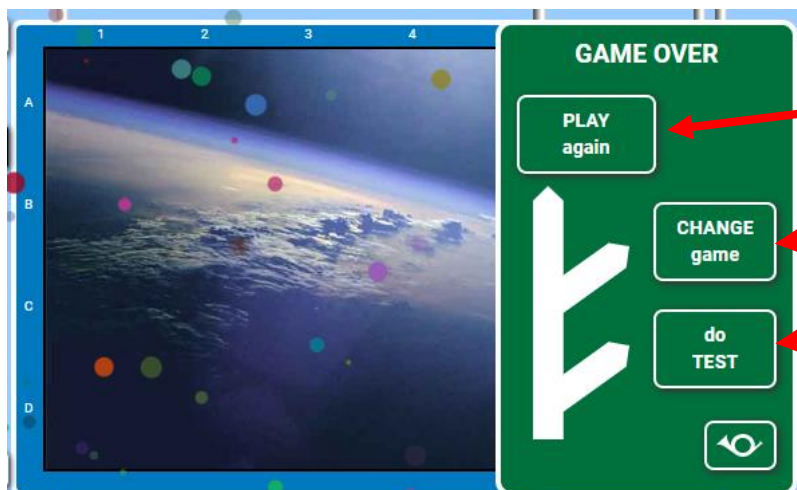 1 2 3 4
GAME OVER
A
PLAY
again
B
CHANGE
game
C
do
TEST
D